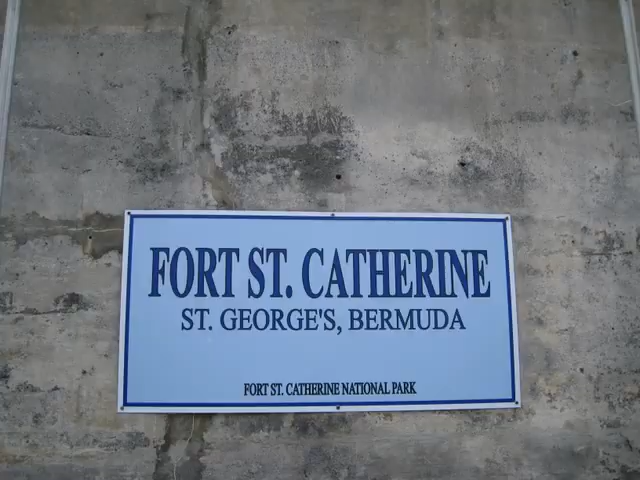 FORT ST. CATHERINE
ST. GEORGE'S, BERMUDA
FORT ST. CATHERINE NATIONAL PARK